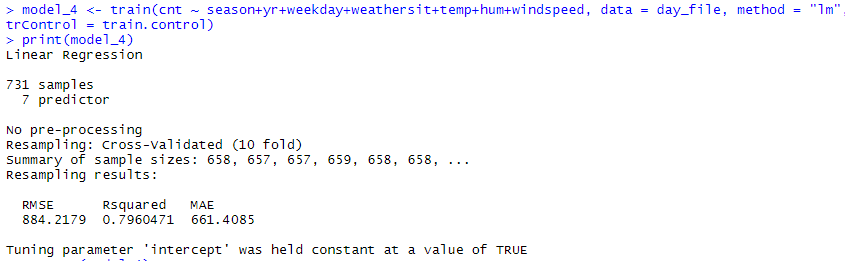 > model_4 <- train(cnt ~ season+yr+weekday+weathersit+temp+hum+windspeed, data = day_file, method = "lm",
trControl = train.control)
> print(model_4)
Linear Regression
731 samples
7 predictor
No pre-processing
Resampling: Cross-Validated (10 fold)
Summary of sample sizes: 658, 657, 657, 659, 658, 658, ...
Resampling results:
RMSE Rsquared MAE
884.2179 0.7960471 661.4085
Tuning parameter 'intercept' was held constant at a value of TRUE